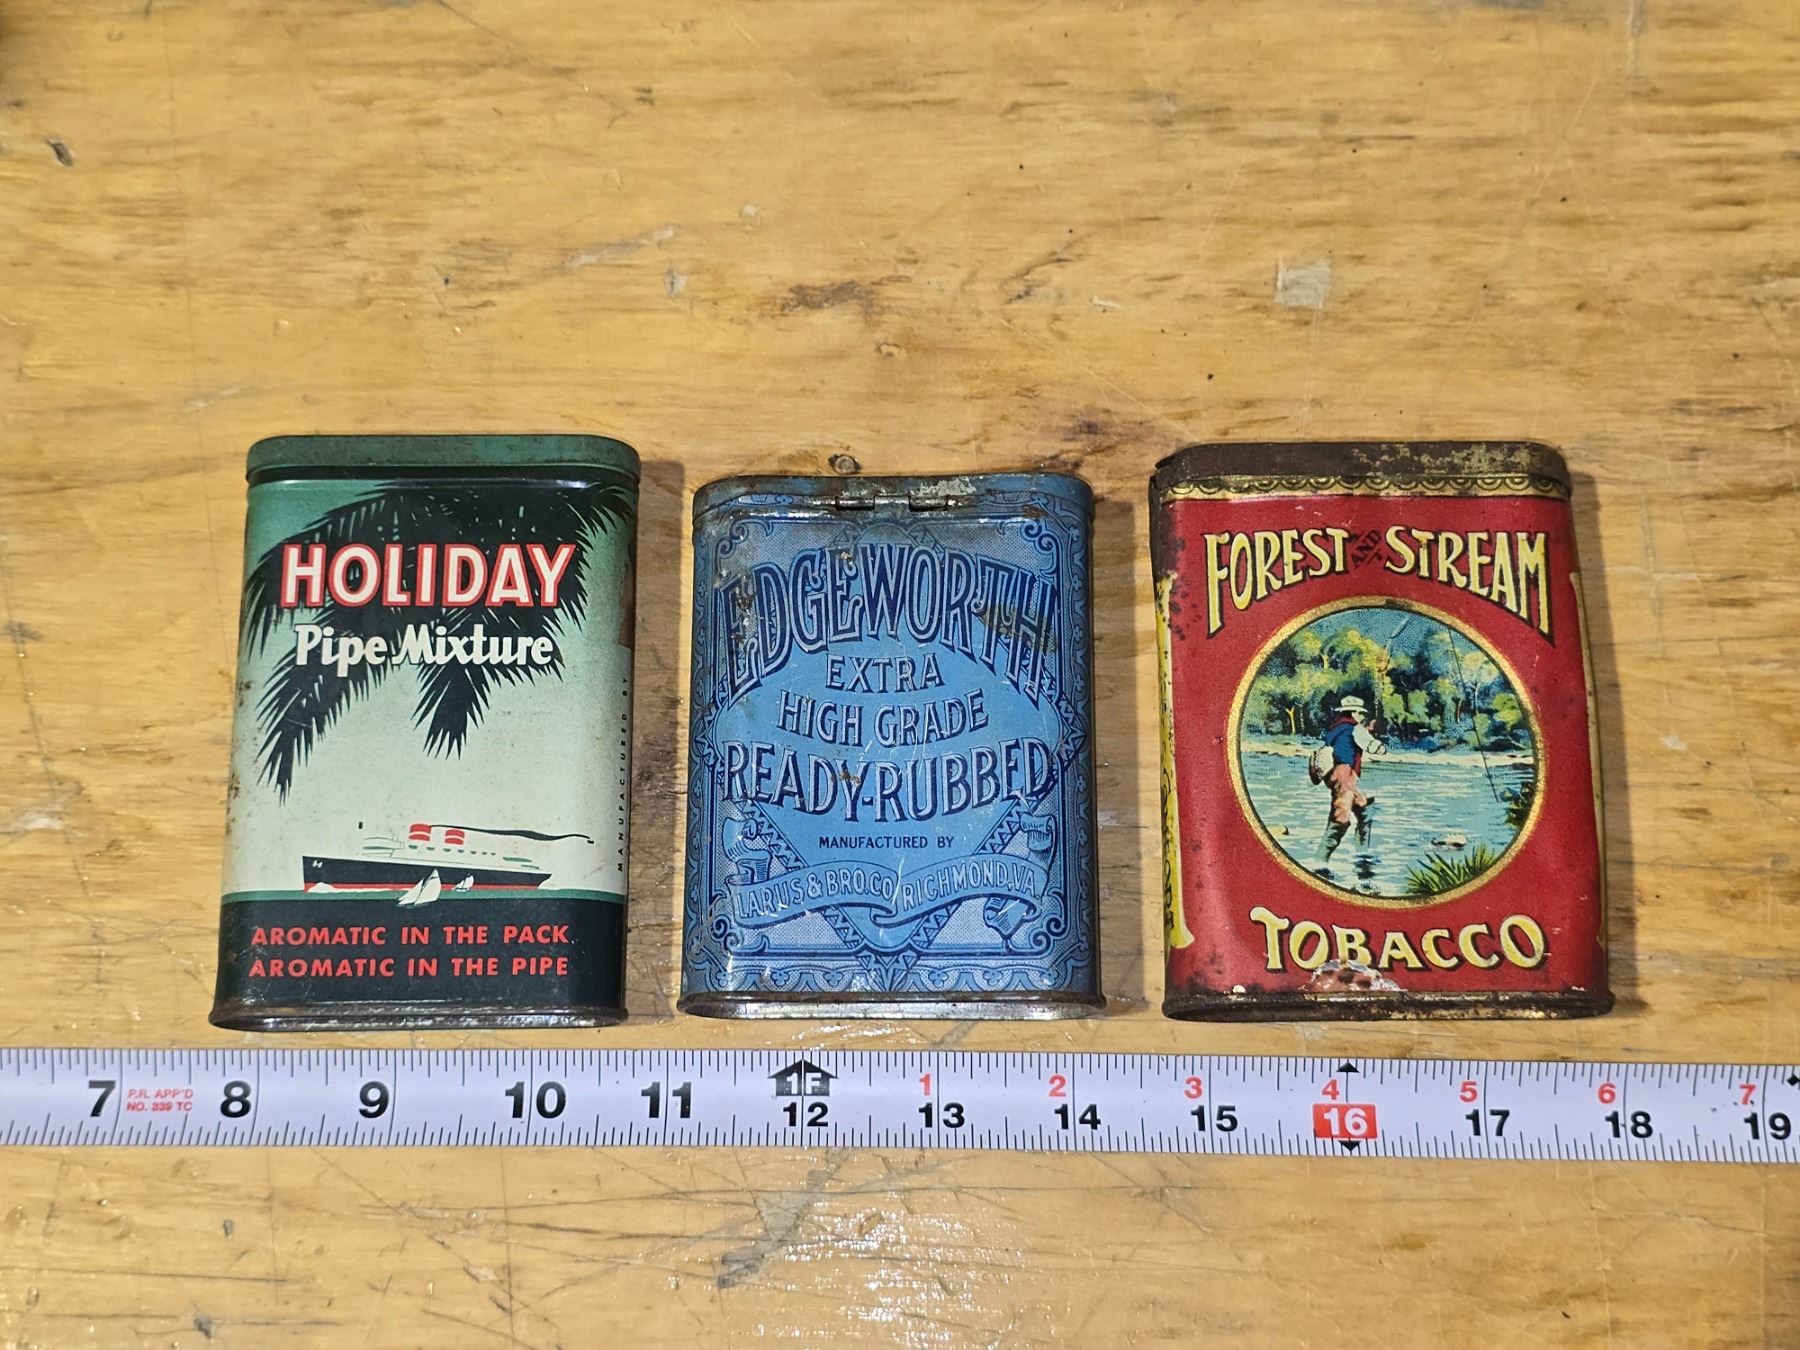 HOLIDAY
Pipe Mixture
MANUFACTURED BY
AROMATIC IN THE PACK
AROMATIC IN THE PIPE
EDGEWORTH
EXTRA
HIGH GRADE
READY-RUBBED
MANUFACTURED BY
LARUS & BRO.CO. RICHMOND, VA.
FOREST AND STREAM
TOBACCO
1 2 3 4 5 6 7
7 P.R. APP'D 8 9 10 11 1F 12 13 14 15 16 17 18 19
NO. 339 TC